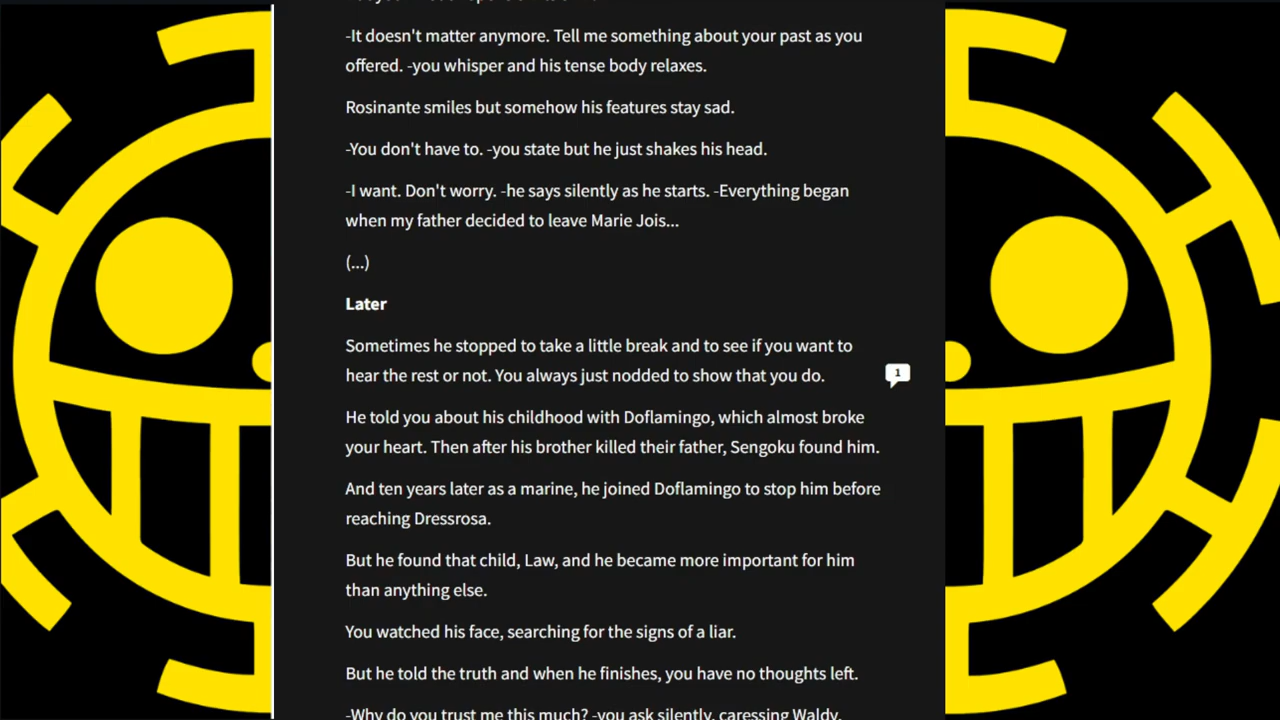 -It doesn't matter anymore. Tell me something about your past as you
offered. -you whisper and his tense body relaxes.
Rosinante smiles but somehow his features stay sad.
-You don't have to. -you state but he just shakes his head.
-I want. Don't worry. -he says silently as he starts. -Everything began
when my father decided to leave Marie Jois...
(...)
Later
Sometimes he stopped to take a little break and to see if you want to
hear the rest or not. You always just nodded to show that you do.
1
He told you about his childhood with Doflamingo, which almost broke
your heart. Then after his brother killed their father, Sengoku found him.
And ten years later as a marine, he joined Doflamingo to stop him before
reaching Dressrosa.
But he found that child, Law, and he became more important for him
than anything else.
You watched his face, searching for the signs of a liar.
But he told the truth and when he finishes, you have no thoughts left.
-Why do you trust me this much? -you ask silently, caressing Waldy.